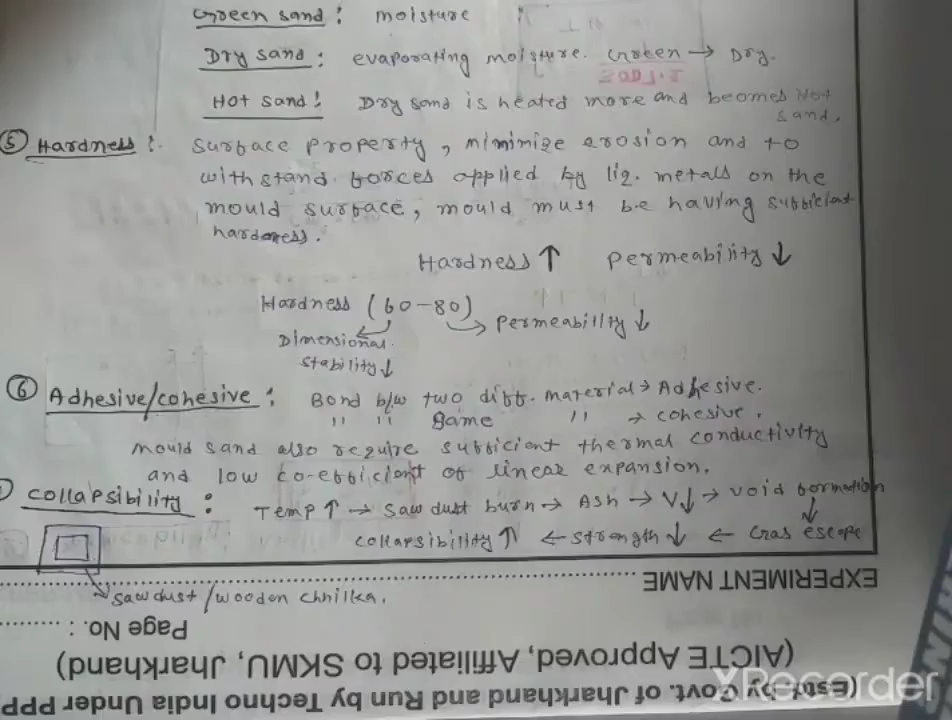 Green sand : moisture
Dry sand : evaporating moisture. Green → Dry.
Hot sand! Dry sand is heated more and becomes Hot
sand.
⑤ Hardness :- surface property, minimize erosion and to
withstand forces applied by liq. metals on the
mould surface, mould must be having sufficient
hardness.
Hardness ↑ Permeability ↓
Hardness (60-80)
→ Permeability ↓
Dimensional
stability ↓
⑥ Adhesive/cohesive : Bond b/w two diff. material → Adhesive.
" " same " → cohesive.
mould sand also require sufficient thermal conductivity
and low co-efficient of linear expansion.
Collapsibility : Temp ↑ → saw dust burn → Ash → V↓ → void formation
collapsibility ↑ ← strength ↓ ← Gas escape
sawdust/wooden chhilka.
EXPERIMENT NAME
Page No. :
(AICTE Approved, Affiliated to SKMU, Jharkhand)
(Estd. by Govt. of Jharkhand and Run by Techno India Under PPP
XRecorder